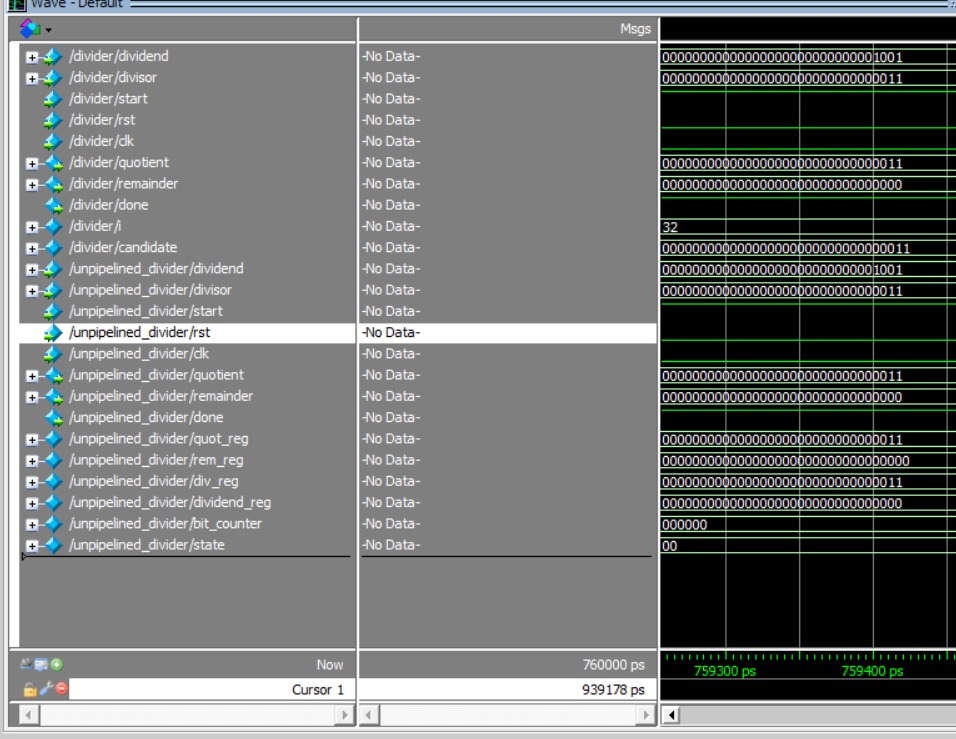 Wave - Default
Msgs
/divider/dividend -No Data- 00000000000000000000000000001001
/divider/divisor -No Data- 00000000000000000000000000000011
/divider/start -No Data-
/divider/rst -No Data-
/divider/clk -No Data-
/divider/quotient -No Data- 00000000000000000000000000000011
/divider/remainder -No Data- 00000000000000000000000000000000
/divider/done -No Data-
/divider/i -No Data- 32
/divider/candidate -No Data- 000000000000000000000000000000011
/unpipelined_divider/dividend -No Data- 00000000000000000000000000001001
/unpipelined_divider/divisor -No Data- 00000000000000000000000000000011
/unpipelined_divider/start -No Data-
/unpipelined_divider/rst -No Data-
/unpipelined_divider/clk -No Data-
/unpipelined_divider/quotient -No Data- 00000000000000000000000000000011
/unpipelined_divider/remainder -No Data- 00000000000000000000000000000000
/unpipelined_divider/done -No Data-
/unpipelined_divider/quot_reg -No Data- 00000000000000000000000000000011
/unpipelined_divider/rem_reg -No Data- 000000000000000000000000000000000
/unpipelined_divider/div_reg -No Data- 00000000000000000000000000000011
/unpipelined_divider/dividend_reg -No Data- 00000000000000000000000000000000
/unpipelined_divider/bit_counter -No Data- 000000
/unpipelined_divider/state -No Data- 00
Now 760000 ps 759300 ps 759400 ps
Cursor 1 939178 ps